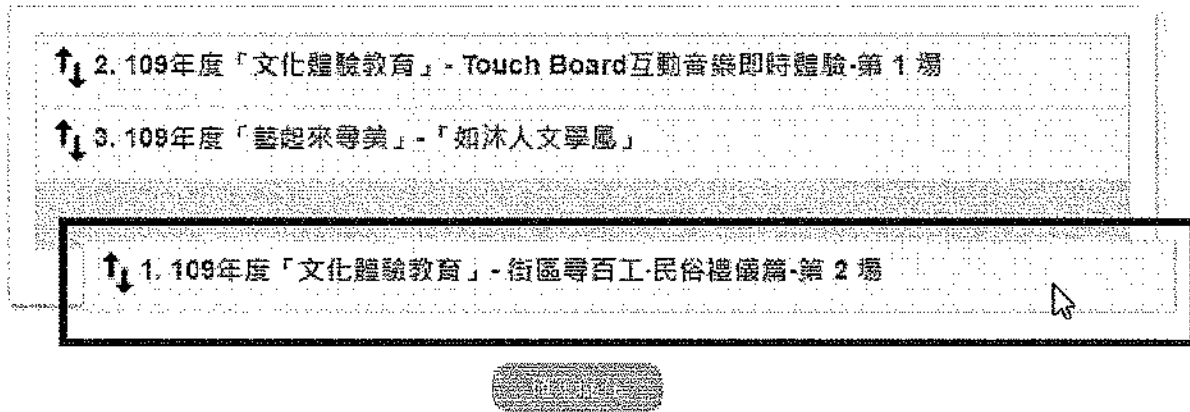 2. 109年度「文化體驗教育」- Touch Board互動音樂即時體驗-第 1 場
3. 109年度「藝起來尋美」-「如沐人文學風」
1. 109年度「文化體驗教育」- 街區尋百工-民俗禮儀篇-第 2 場